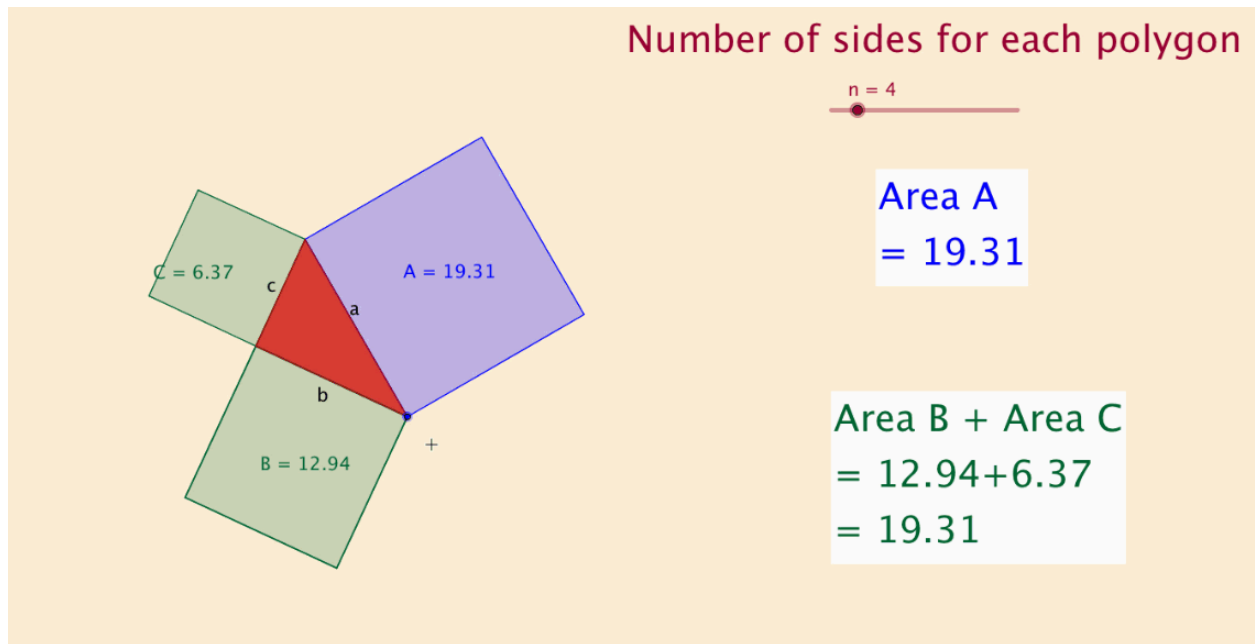 Number of sides for each polygon
n = 4
Area A
= 19.31
C = 6.37
A = 19.31
c
a
b
B = 12.94
Area B + Area C
= 12.94+6.37
= 19.31